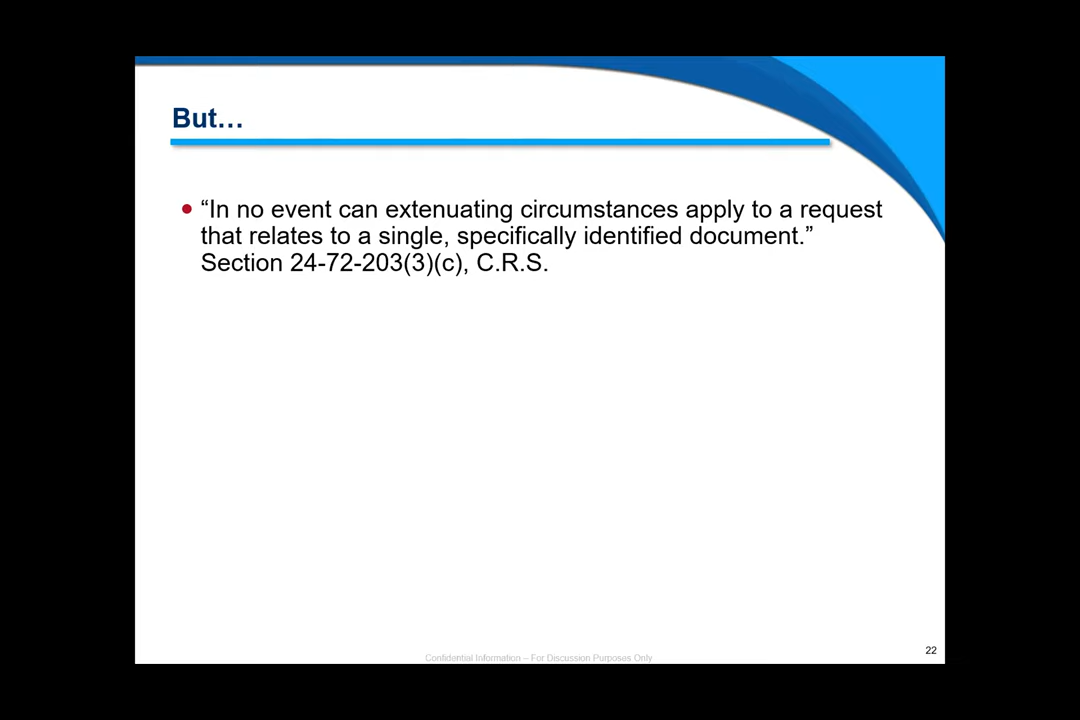 But…
• “In no event can extenuating circumstances apply to a request
that relates to a single, specifically identified document.”
Section 24-72-203(3)(c), C.R.S.
Confidential Information – For Discussion Purposes Only
22